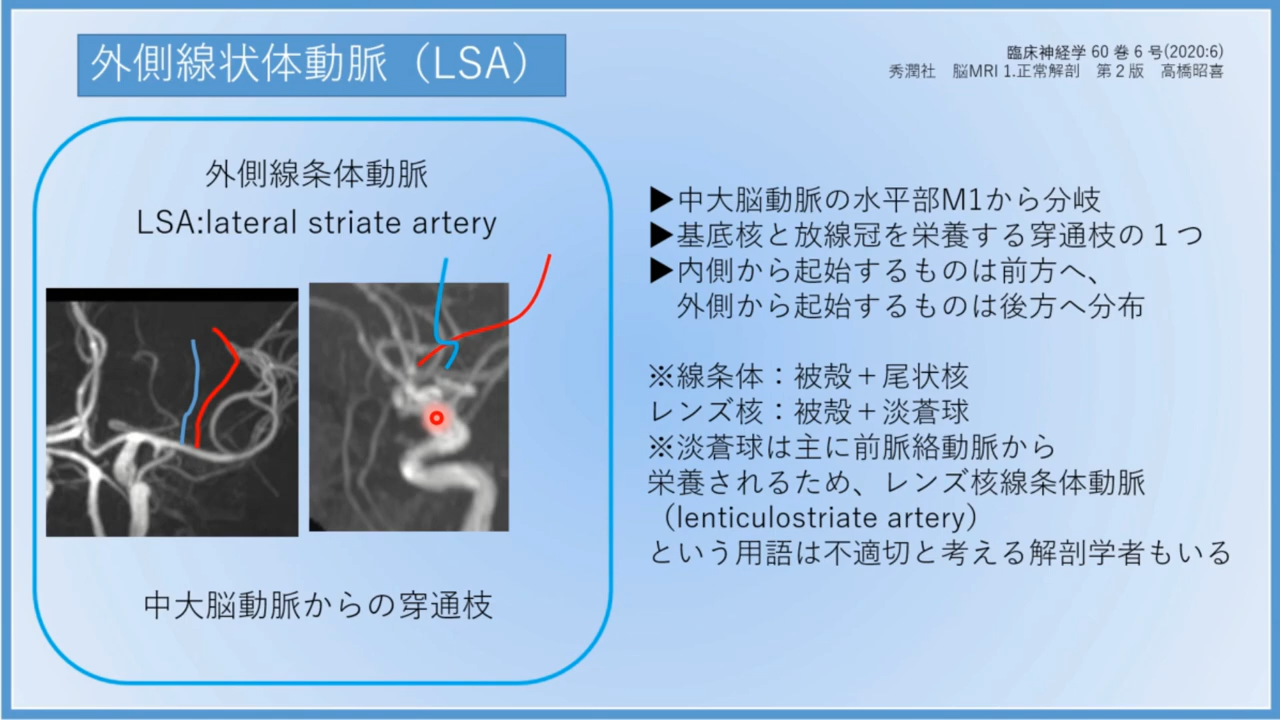 外側線状体動脈（LSA）
臨床神経学 60 巻 6 号(2020:6)
秀潤社　脳MRI 1.正常解剖　第２版　高橋昭喜
外側線条体動脈
LSA:lateral striate artery
中大脳動脈からの穿通枝
▶中大脳動脈の水平部M1から分岐
▶基底核と放線冠を栄養する穿通枝の１つ
▶内側から起始するものは前方へ、
外側から起始するものは後方へ分布
※線条体：被殻＋尾状核
レンズ核：被殻＋淡蒼球
※淡蒼球は主に前脈絡動脈から
栄養されるため、レンズ核線条体動脈
（lenticulostriate artery）
という用語は不適切と考える解剖学者もいる